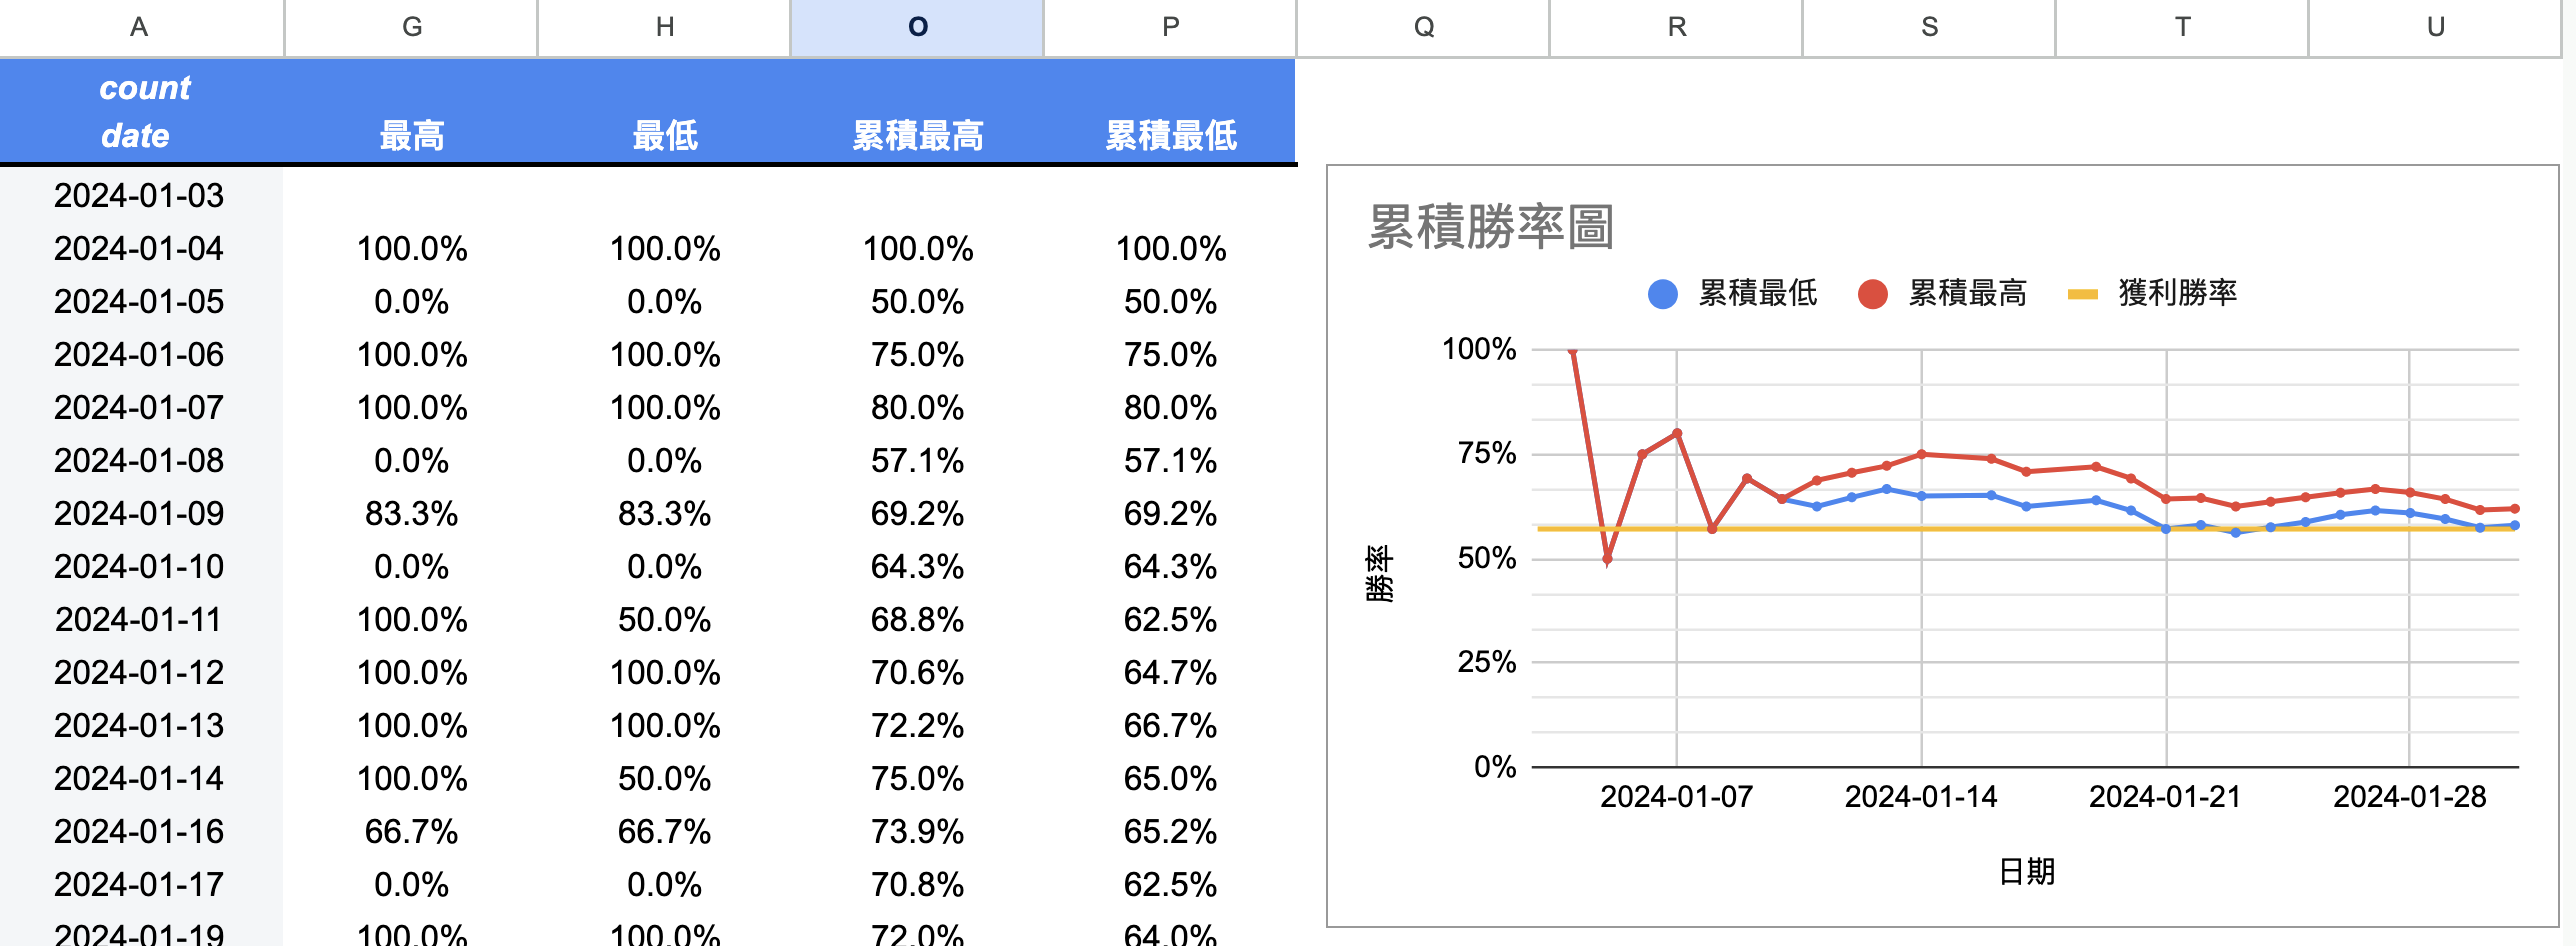 A G H O P Q R S T U
count
date 最高 最低 累積最高 累積最低
2024-01-03
2024-01-04 100.0% 100.0% 100.0% 100.0%
2024-01-05 0.0% 0.0% 50.0% 50.0%
2024-01-06 100.0% 100.0% 75.0% 75.0%
2024-01-07 100.0% 100.0% 80.0% 80.0%
2024-01-08 0.0% 0.0% 57.1% 57.1%
2024-01-09 83.3% 83.3% 69.2% 69.2%
2024-01-10 0.0% 0.0% 64.3% 64.3%
2024-01-11 100.0% 50.0% 68.8% 62.5%
2024-01-12 100.0% 100.0% 70.6% 64.7%
2024-01-13 100.0% 100.0% 72.2% 66.7%
2024-01-14 100.0% 50.0% 75.0% 65.0%
2024-01-16 66.7% 66.7% 73.9% 65.2%
2024-01-17 0.0% 0.0% 70.8% 62.5%
2024-01-19 100.0% 100.0% 72.0% 64.0%
累積勝率圖
累積最低 累積最高 獲利勝率
100%
75%
50%
25%
0%
勝率
2024-01-07 2024-01-14 2024-01-21 2024-01-28
日期